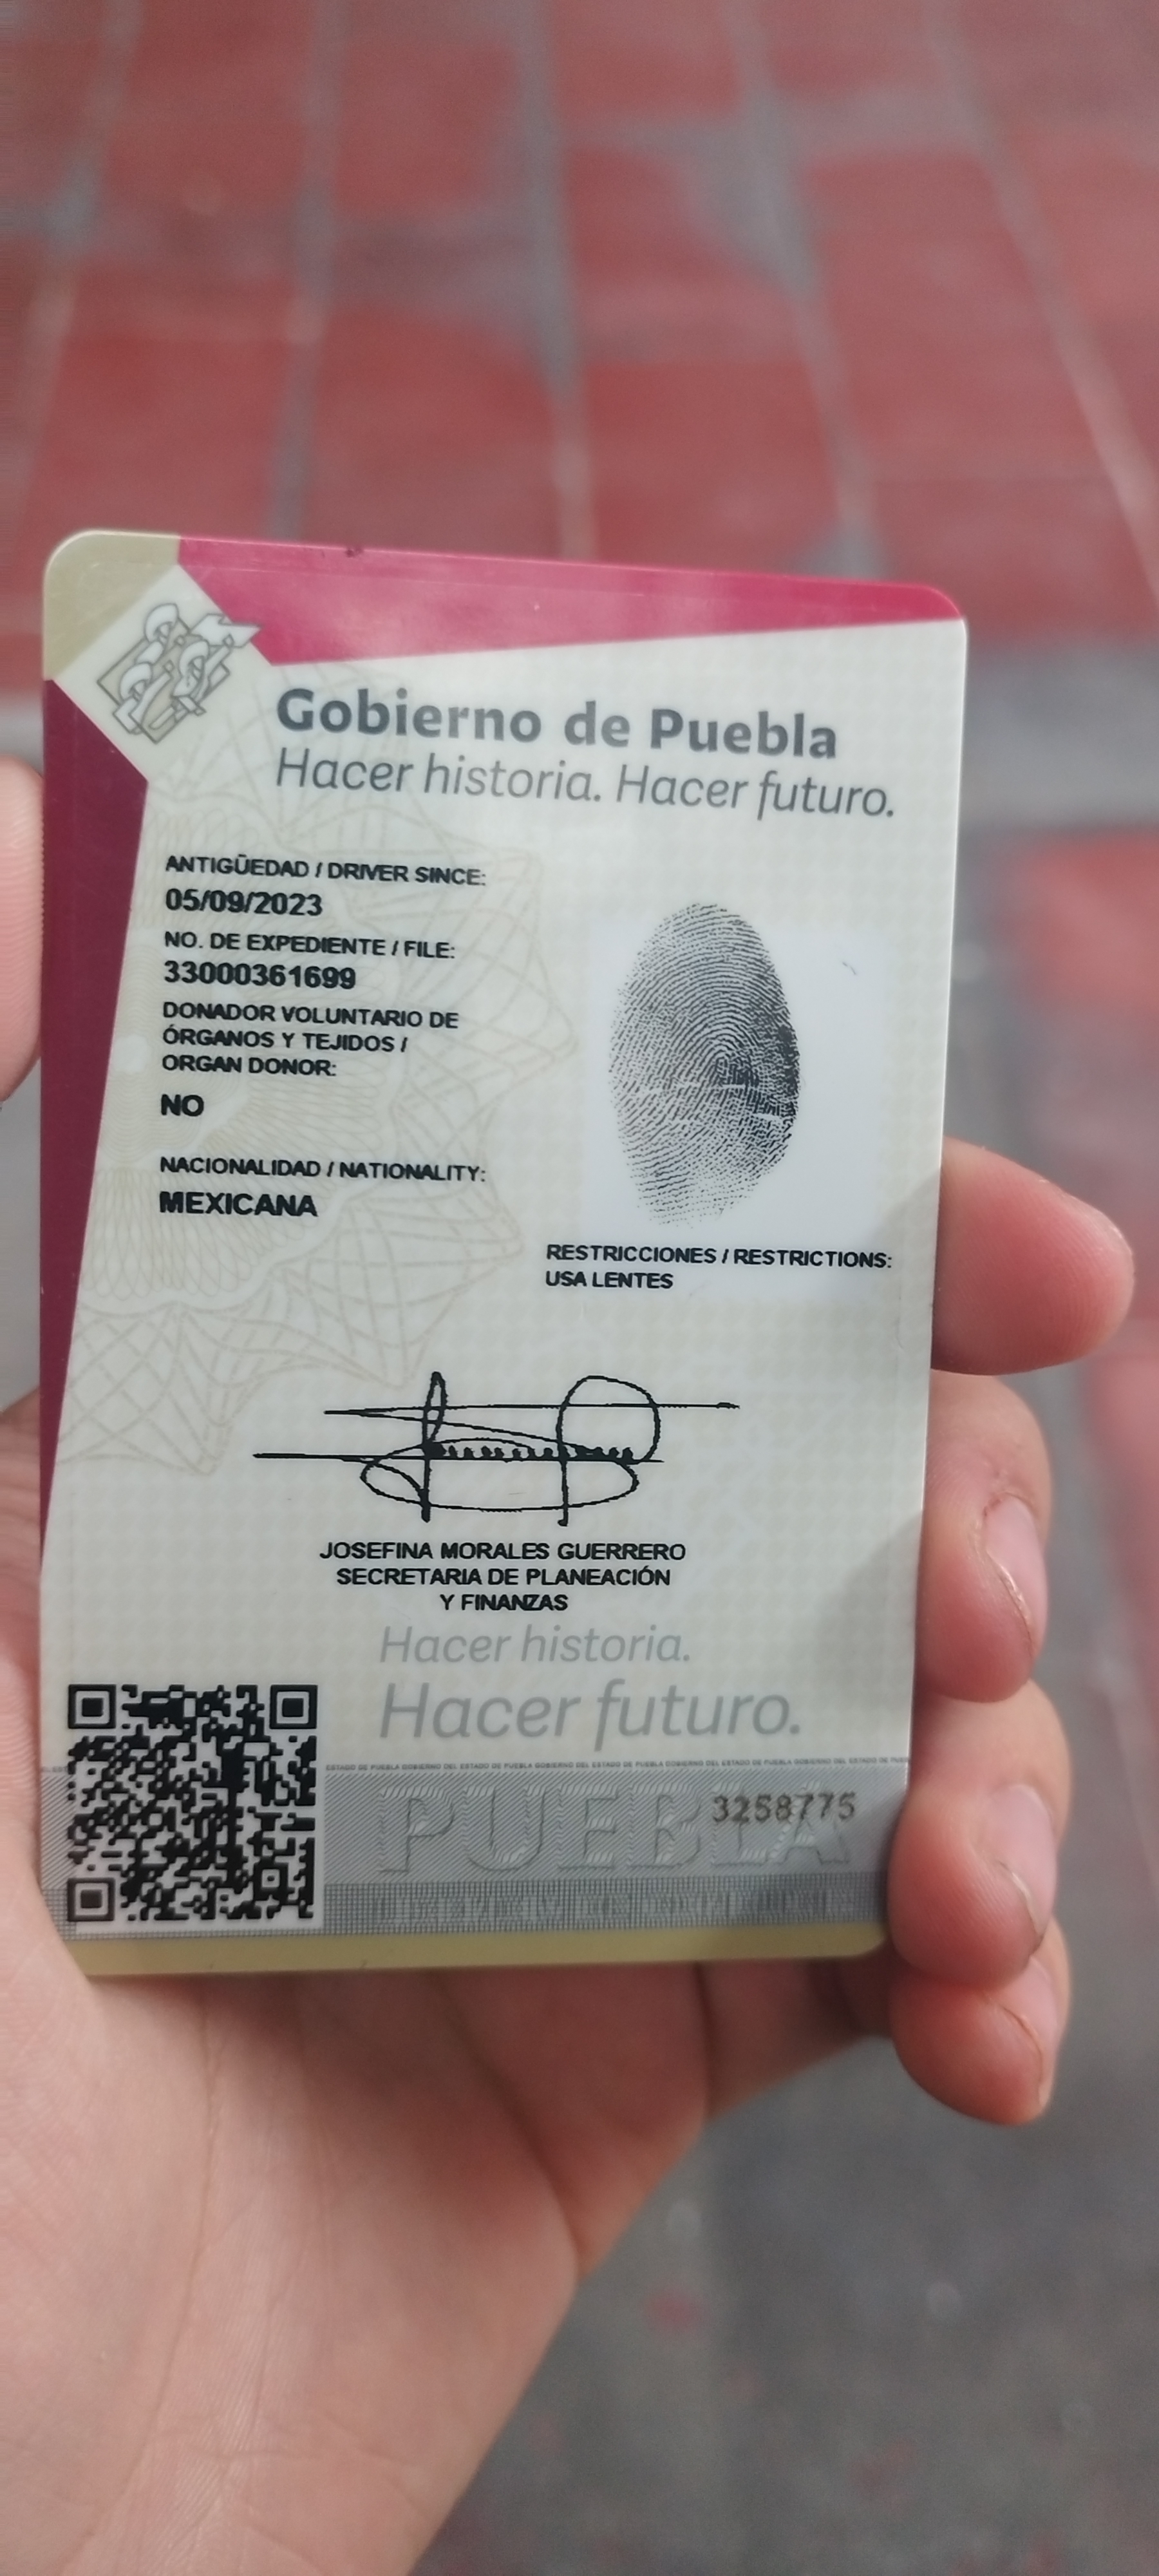 Gobierno de Puebla
Hacer historia. Hacer futuro.
ANTIGÜEDAD / DRIVER SINCE:
05/09/2023
NO. DE EXPEDIENTE / FILE:
33000361699
DONADOR VOLUNTARIO DE
ÓRGANOS Y TEJIDOS /
ORGAN DONOR:
NO
NACIONALIDAD / NATIONALITY:
MEXICANA
RESTRICCIONES / RESTRICTIONS:
USA LENTES
JOSEFINA MORALES GUERRERO
SECRETARIA DE PLANEACIÓN
Y FINANZAS
Hacer historia.
Hacer futuro.
PUEBLA
3258775